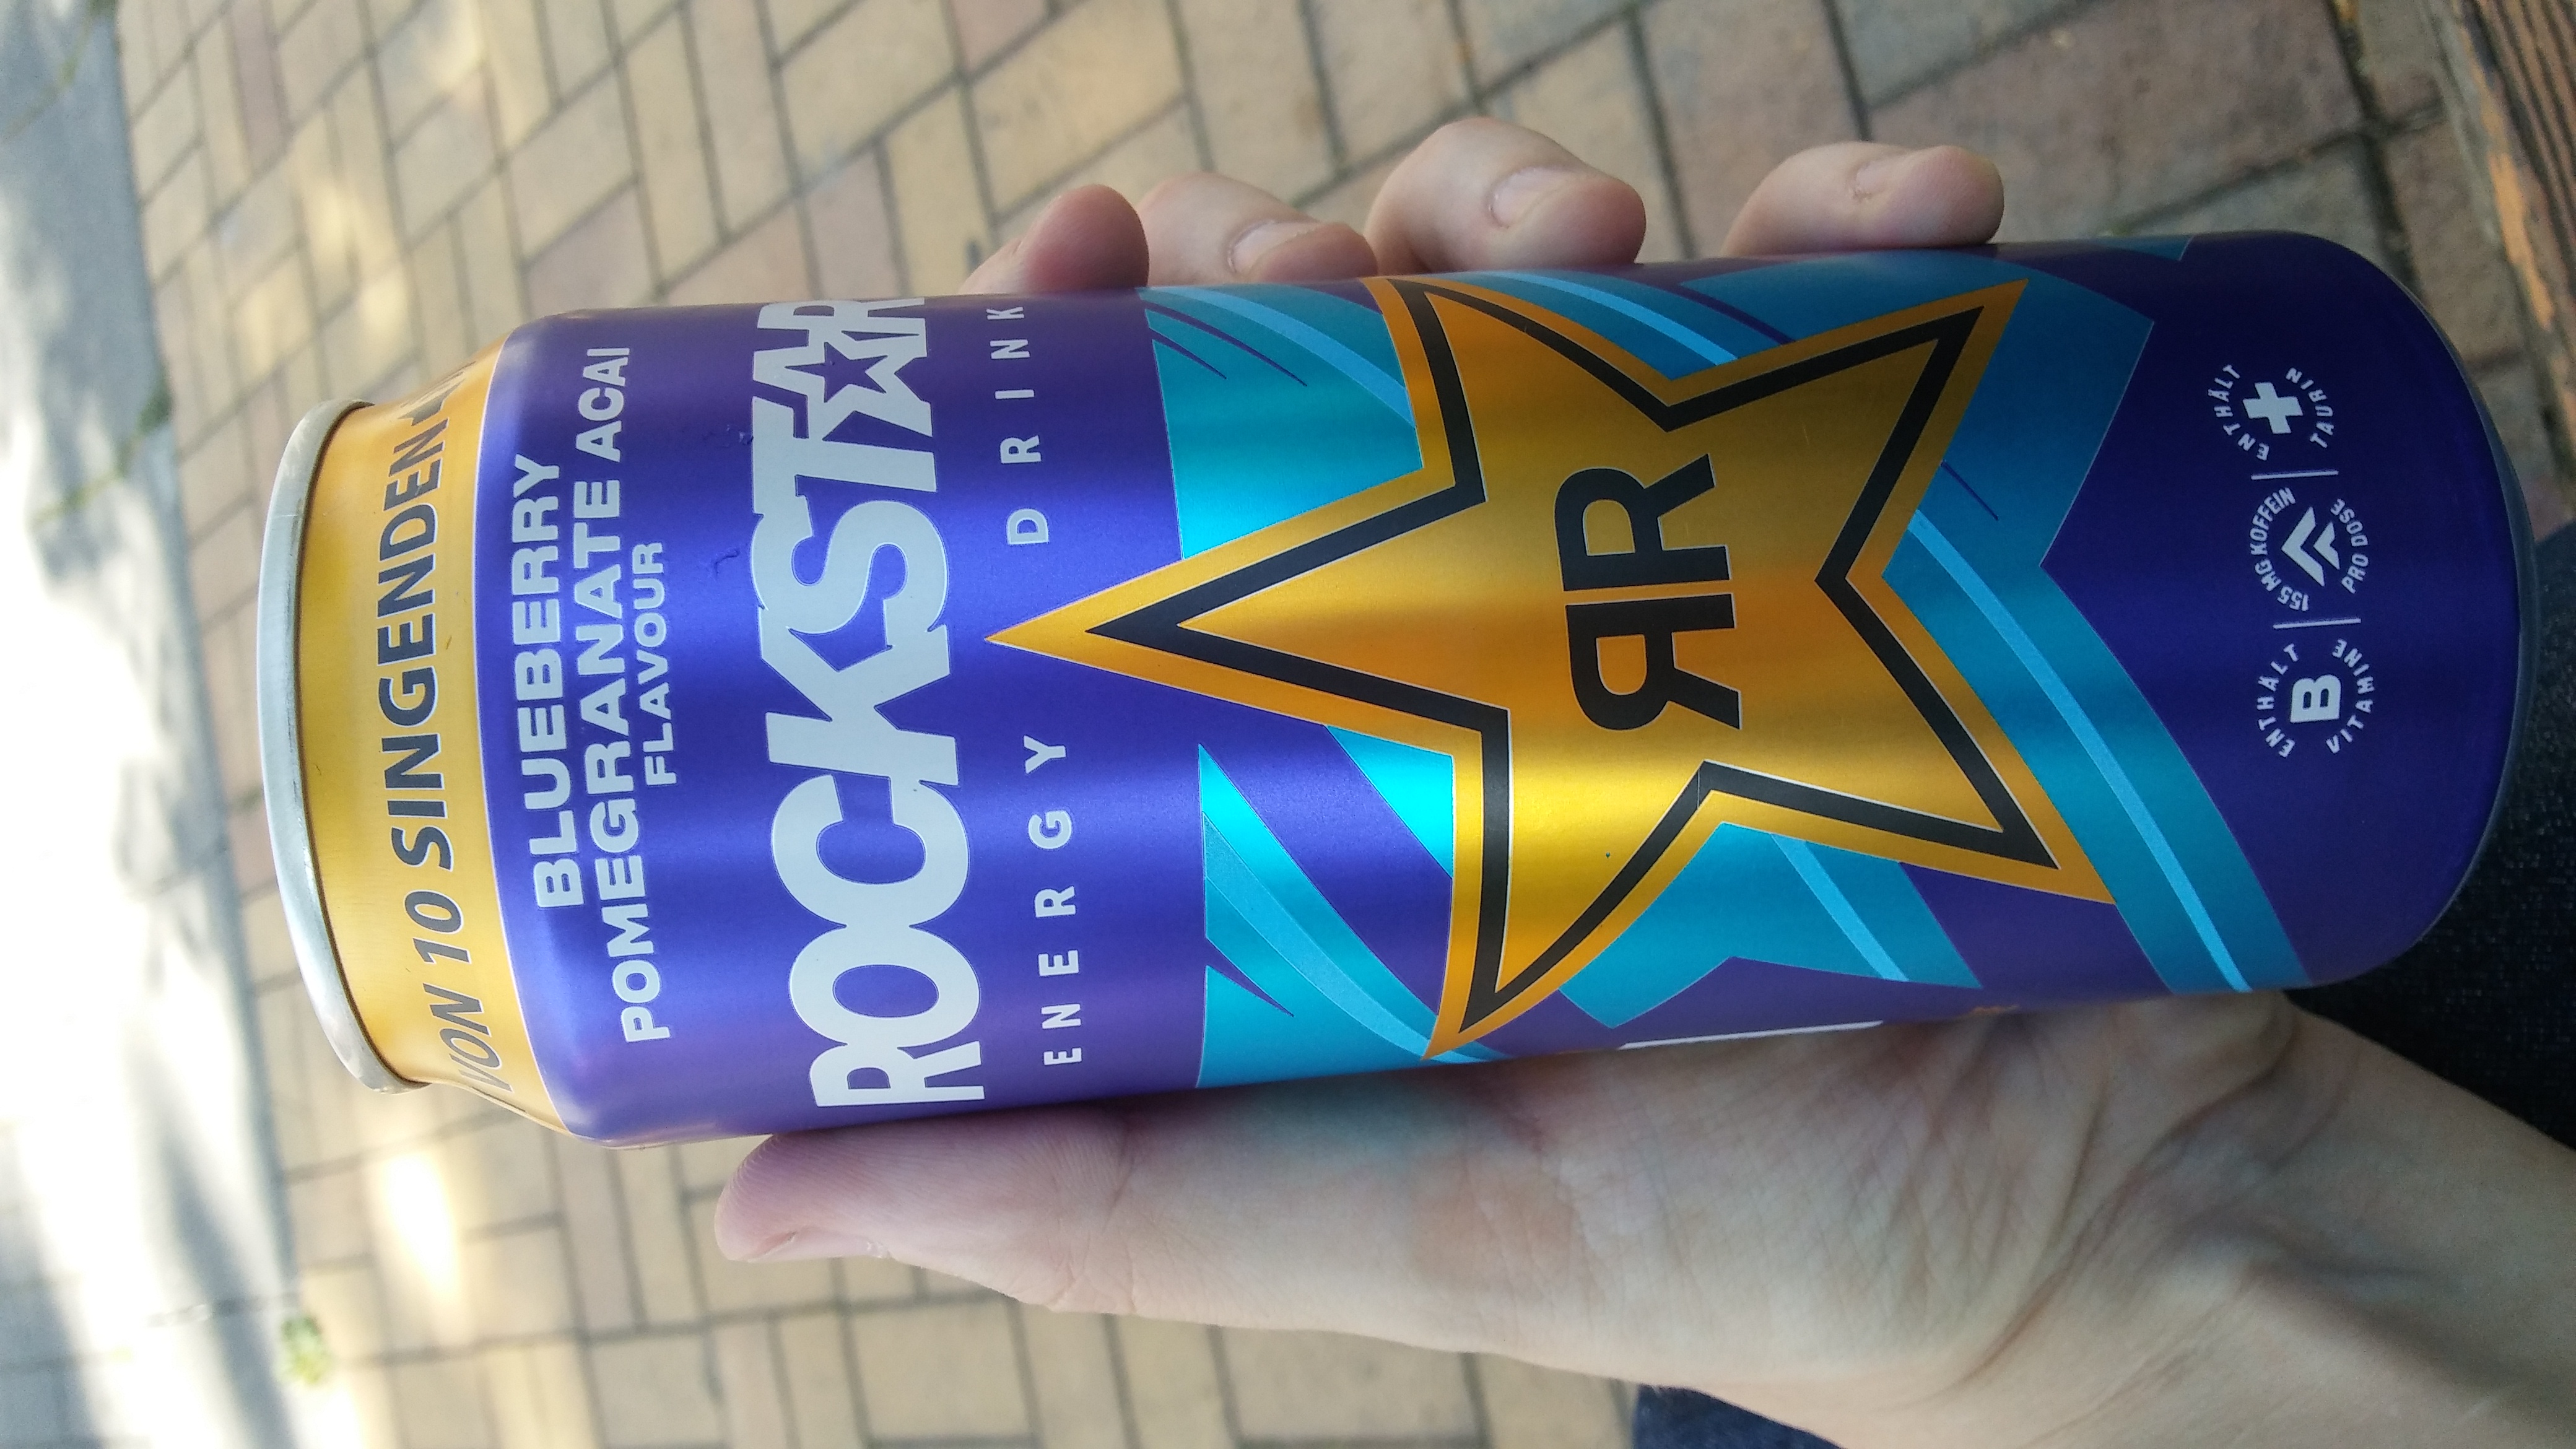 VON 10 SINGENDEN
BLUEBERRY
POMEGRANATE ACAI
FLAVOUR
ROCKSTAR
ENERGY DRINK
RR
ENTHÄLT B VITAMINE
155 MG KOFFEIN PRO DOSE
ENTHÄLT TAURIN